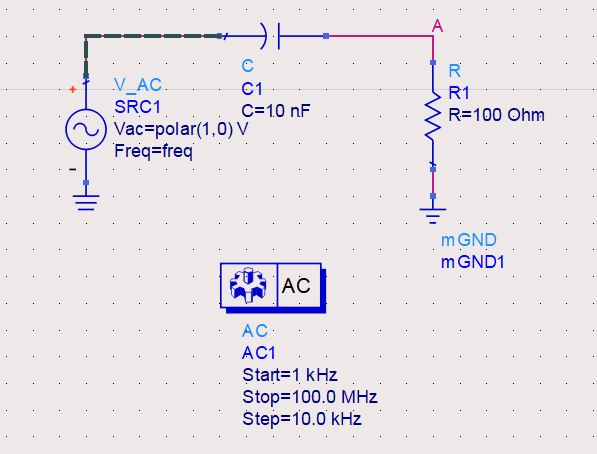 A
V_AC
SRC1
Vac=polar(1,0) V
Freq=freq
C
C1
C=10 nF
R
R1
R=100 Ohm
mGND
mGND1
AC
AC
AC1
Start=1 kHz
Stop=100.0 MHz
Step=10.0 kHz